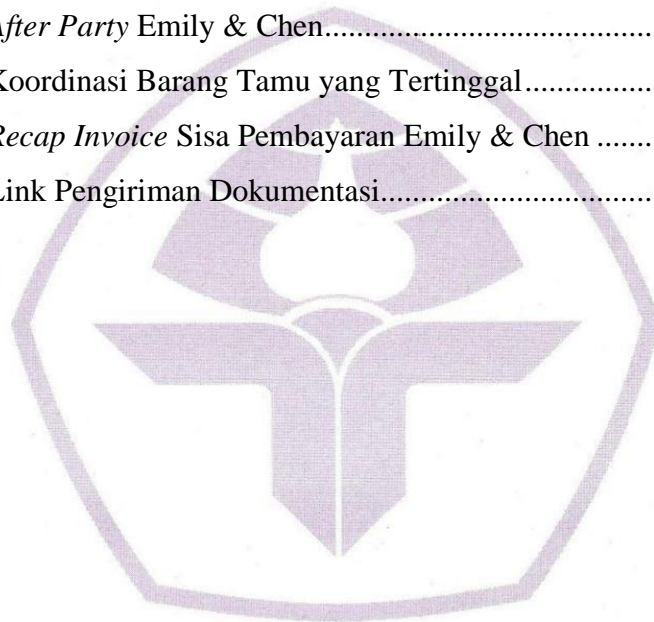 After Party Emily & Chen.....................................
Koordinasi Barang Tamu yang Tertinggal..............
Recap Invoice Sisa Pembayaran Emily & Chen .......
Link Pengiriman Dokumentasi...............................